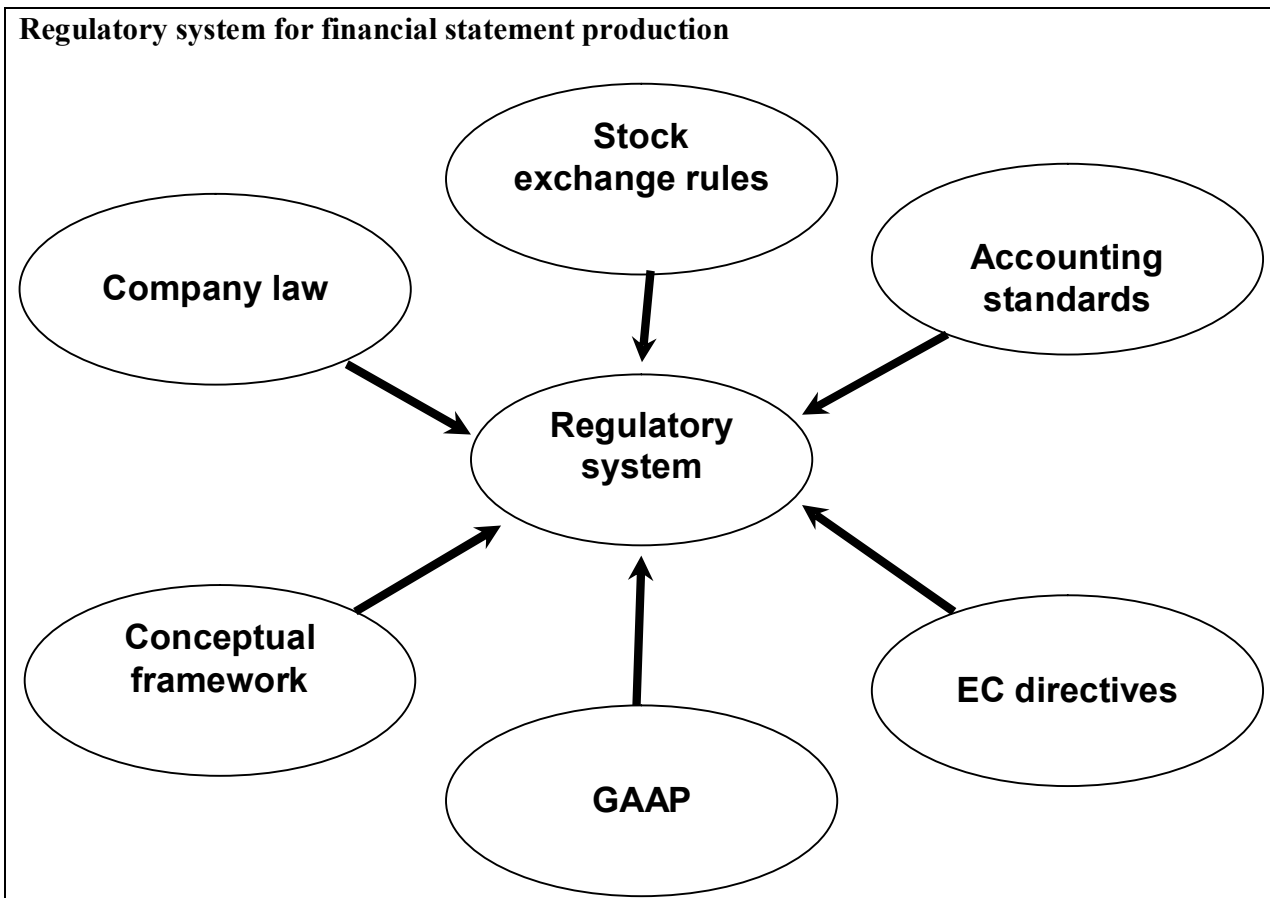 Regulatory system for financial statement production
Stock
exchange rules
Company law
Accounting
standards
Regulatory
system
Conceptual
framework
EC directives
GAAP